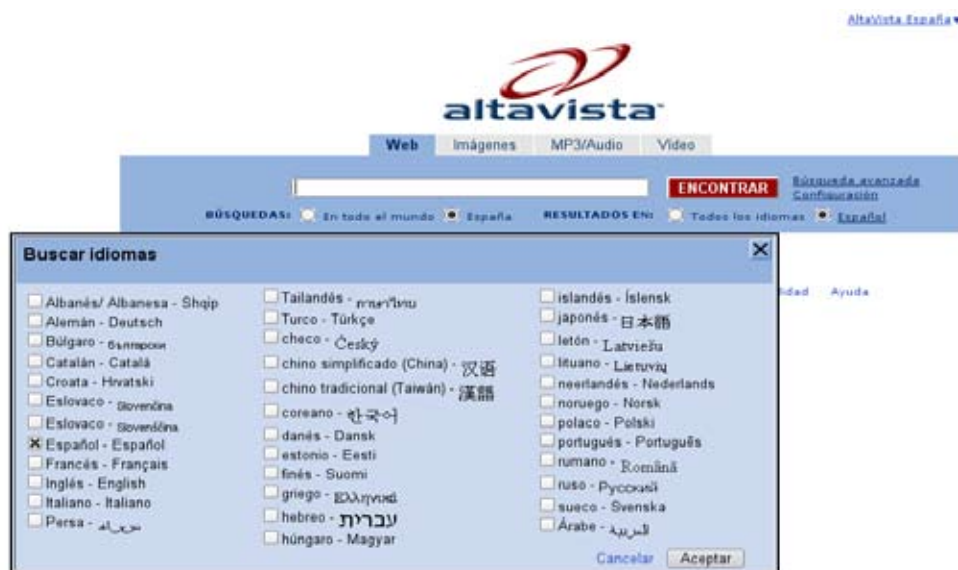 AltaVista España
altavista
Web Imágenes MP3/Audio Vídeo
ENCONTRAR
Búsqueda avanzada
Configuración
BÚSQUEDAS: En todo el mundo España RESULTADOS EN: Todos los idiomas Español
Buscar idiomas
idad Ayuda
Albanés/ Albanesa - Shqip
Alemán - Deutsch
Búlgaro - български
Catalán - Català
Croata - Hrvatski
Eslovaco - Slovenčina
Eslovaco - Slovenščina
Español - Español
Francés - Français
Inglés - English
Italiano - Italiano
Persa -
Tailandés - ภาษาไทย
Turco - Türkçe
checo - Český
chino simplificado (China) - 汉语
chino tradicional (Taiwán) - 漢語
coreano - 한국어
danés - Dansk
estonio - Eesti
finés - Suomi
griego - Ελληνικά
hebreo - עברית
húngaro - Magyar
islandés - Íslensk
japonés - 日本語
letón - Latviešu
lituano - Lietuvių
neerlandés - Nederlands
noruego - Norsk
polaco - Polski
portugués - Português
rumano - Română
ruso - Русский
sueco - Svenska
Árabe - العربية
Cancelar Aceptar